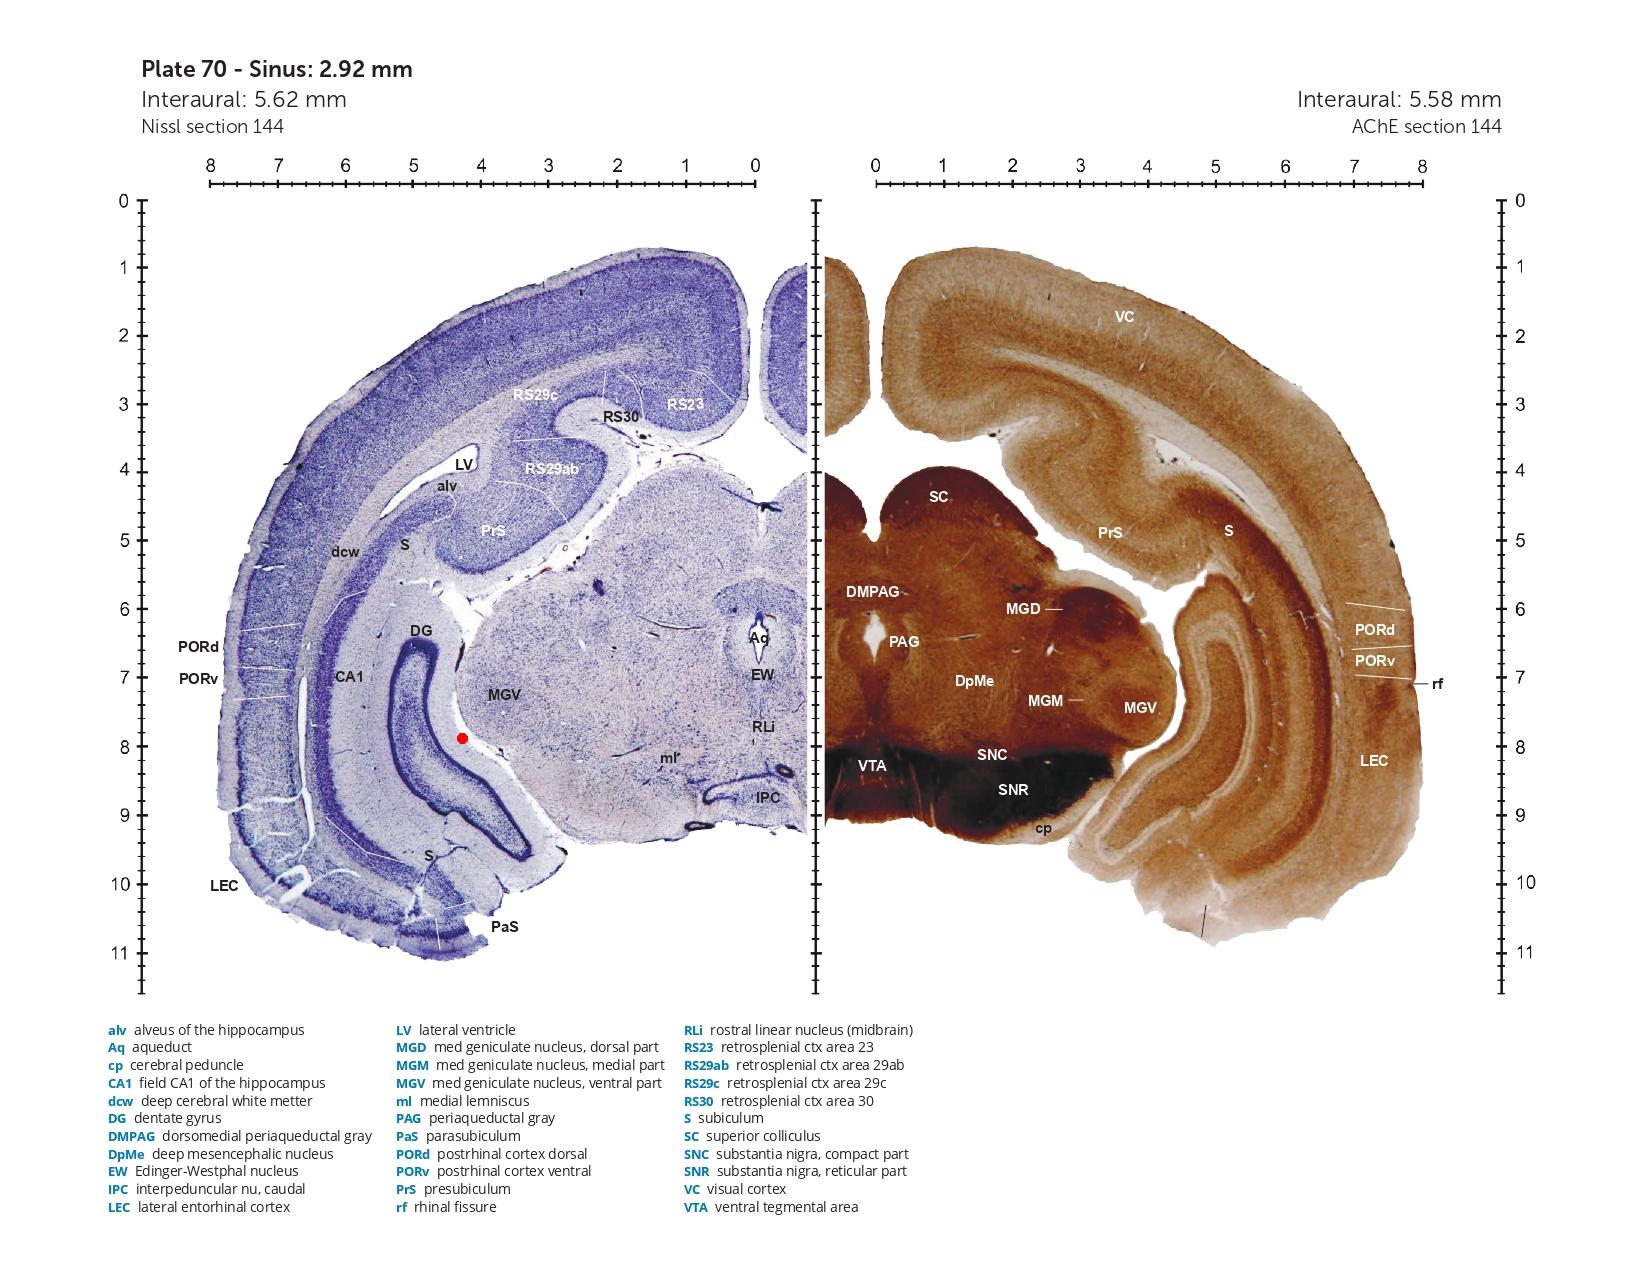 Plate 70 - Sinus: 2.92 mm
Interaural: 5.62 mm
Nissl section 144
Interaural: 5.58 mm
AChE section 144
8 7 6 5 4 3 2 1 0
0 1 2 3 4 5 6 7 8
0
1
2
3
4
5
6
7
8
9
10
11
RS29c
RS30
RS23
LV
RS29ab
alv
PrS
dcw
S
DG
PORd
PORv
CA1
MGV
Aq
EW
RLi
ml
IPC
S
LEC
PaS
VC
SC
PrS
S
DMPAG
MGD
PAG
PORd
PORv
DpMe
rf
MGM
MGV
SNC
VTA
LEC
SNR
cp
0
1
2
3
4
5
6
7
8
9
10
11
alv alveus of the hippocampus
Aq aqueduct
cp cerebral peduncle
CA1 field CA1 of the hippocampus
dcw deep cerebral white metter
DG dentate gyrus
DMPAG dorsomedial periaqueductal gray
DpMe deep mesencephalic nucleus
EW Edinger-Westphal nucleus
IPC interpeduncular nu, caudal
LEC lateral entorhinal cortex
LV lateral ventricle
MGD med geniculate nucleus, dorsal part
MGM med geniculate nucleus, medial part
MGV med geniculate nucleus, ventral part
ml medial lemniscus
PAG periaqueductal gray
PaS parasubiculum
PORd postrhinal cortex dorsal
PORv postrhinal cortex ventral
PrS presubiculum
rf rhinal fissure
RLi rostral linear nucleus (midbrain)
RS23 retrosplenial ctx area 23
RS29ab retrosplenial ctx area 29ab
RS29c retrosplenial ctx area 29c
RS30 retrosplenial ctx area 30
S subiculum
SC superior colliculus
SNC substantia nigra, compact part
SNR substantia nigra, reticular part
VC visual cortex
VTA ventral tegmental area